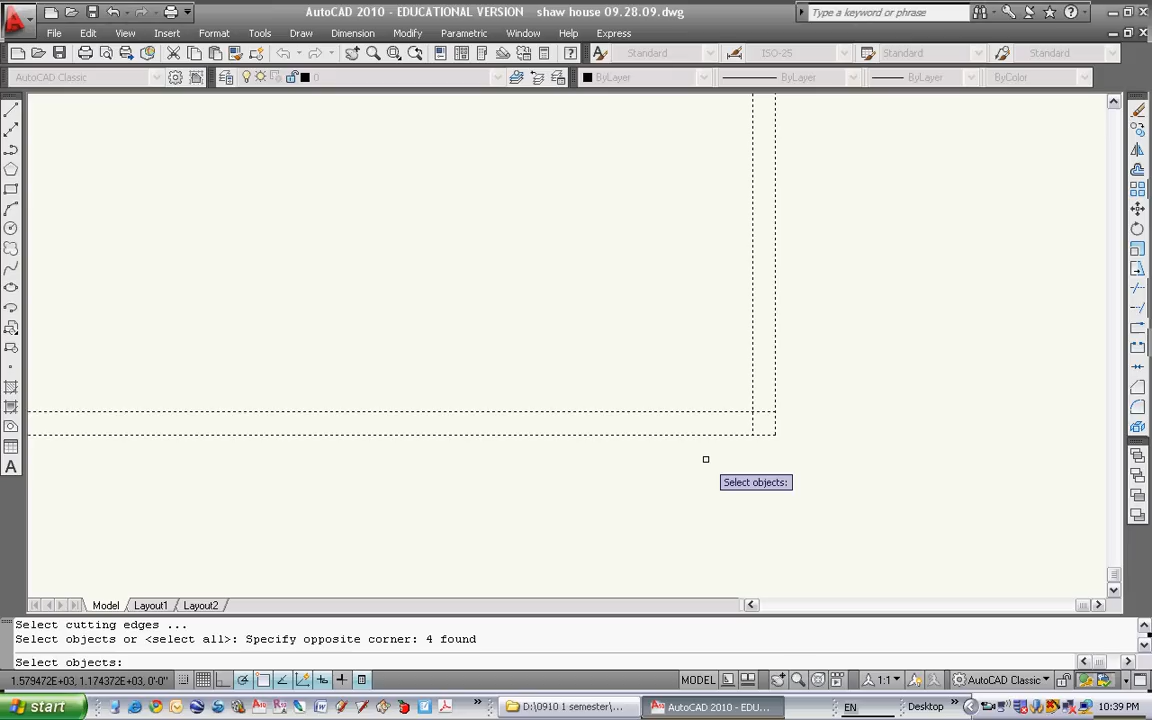 AutoCAD 2010 - EDUCATIONAL VERSION shaw house 09.28.09.dwg
Type a keyword or phrase
File Edit View Insert Format Tools Draw Dimension Modify Parametric Window Help Express
Standard ISO-25 Standard Standard
AutoCAD Classic 0 ByLayer ByLayer ByLayer ByColor
Select objects:
A
Model Layout1 Layout2
Select cutting edges ...
Select objects or <select all>: Specify opposite corner: 4 found
Select objects:
1.579472E+03, 1.174372E+03, 0'-0" MODEL 1:1 AutoCAD Classic
start D:\0910 1 semester\... AutoCAD 2010 - EDU... EN Desktop 10:39 PM